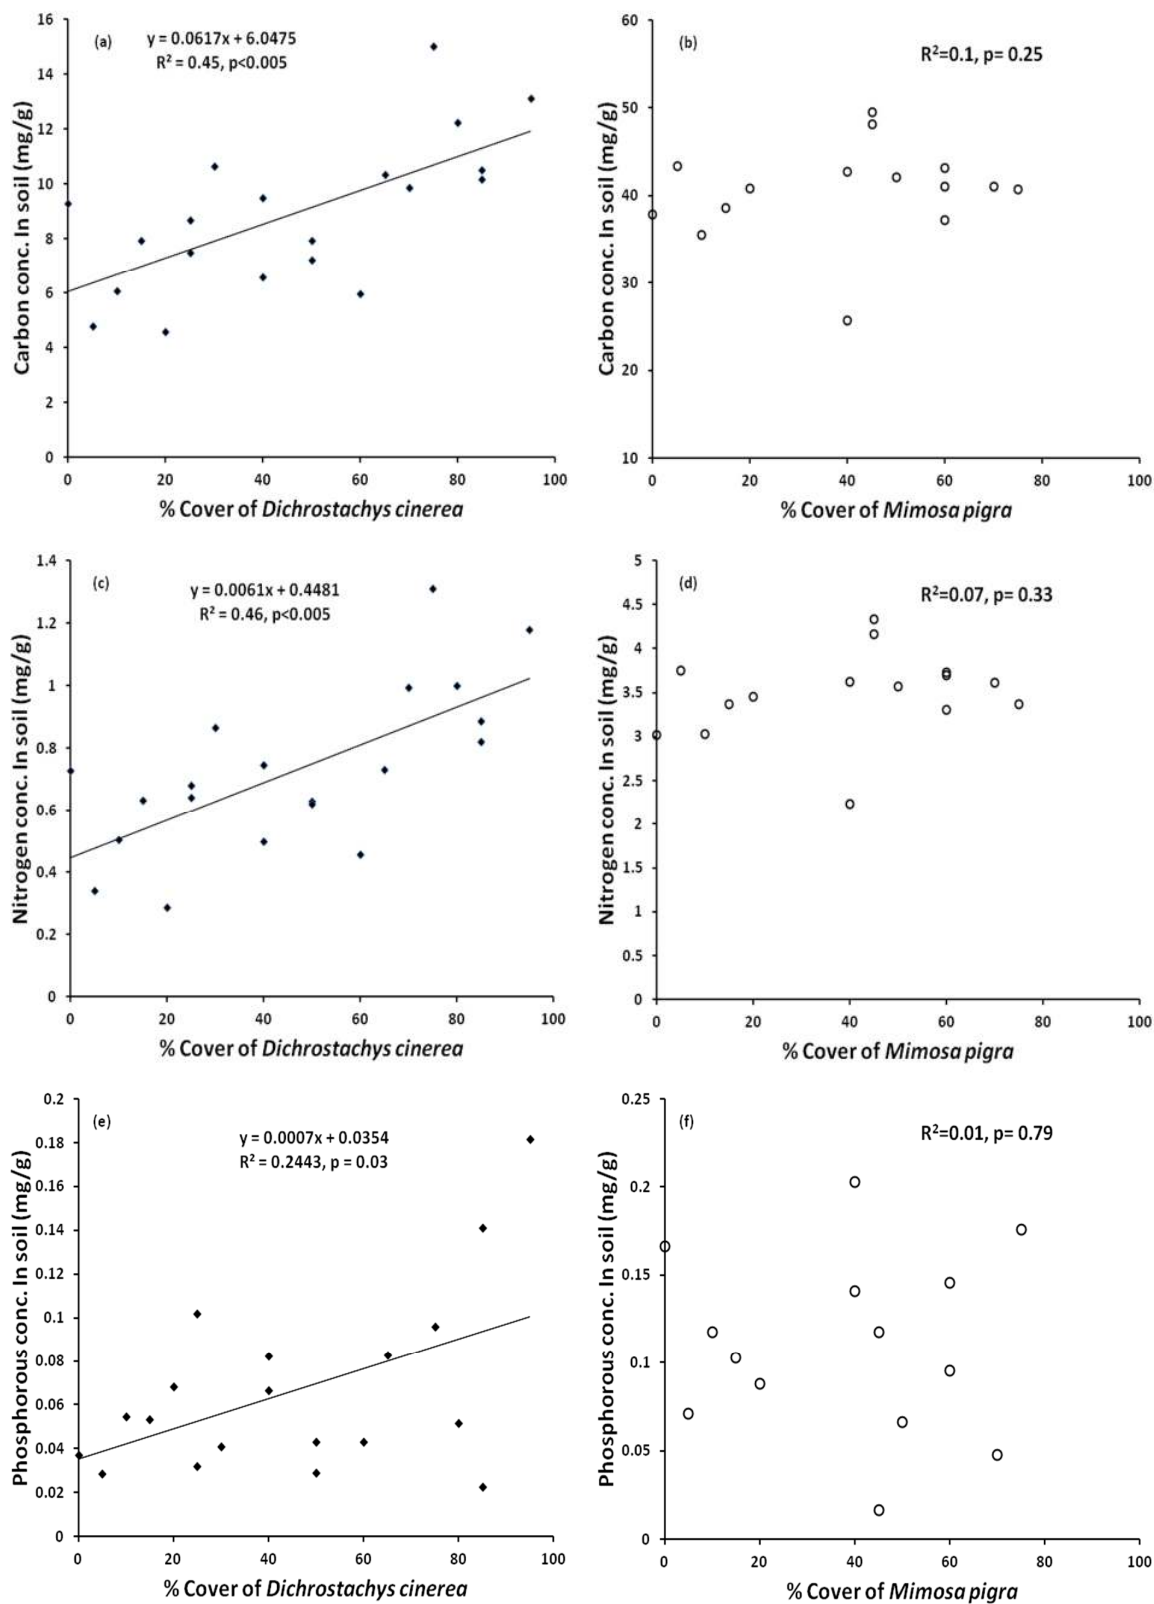 (a)
y = 0.0617x + 6.0475
R² = 0.45, p<0.005
Carbon conc. In soil (mg/g)
16
14
12
10
8
6
4
2
0
0 20 40 60 80 100
% Cover of Dichrostachys cinerea
(b)
R²=0.1, p= 0.25
Carbon conc. In soil (mg/g)
60
50
40
30
20
10
0 20 40 60 80 100
% Cover of Mimosa pigra
(c)
y = 0.0061x + 0.4481
R² = 0.46, p<0.005
Nitrogen conc. In soil (mg/g)
1.4
1.2
1
0.8
0.6
0.4
0.2
0
0 20 40 60 80 100
% Cover of Dichrostachys cinerea
(d)
R²=0.07, p= 0.33
Nitrogen conc. In soil (mg/g)
5
4.5
4
3.5
3
2.5
2
1.5
1
0.5
0
0 20 40 60 80 100
% Cover of Mimosa pigra
(e)
y = 0.0007x + 0.0354
R² = 0.2443, p = 0.03
Phosphorous conc. In soil (mg/g)
0.2
0.18
0.16
0.14
0.12
0.1
0.08
0.06
0.04
0.02
0
0 20 40 60 80 100
% Cover of Dichrostachys cinerea
(f)
R²=0.01, p= 0.79
Phosphorous conc. In soil (mg/g)
0.25
0.2
0.15
0.1
0.05
0
0 20 40 60 80 100
% Cover of Mimosa pigra